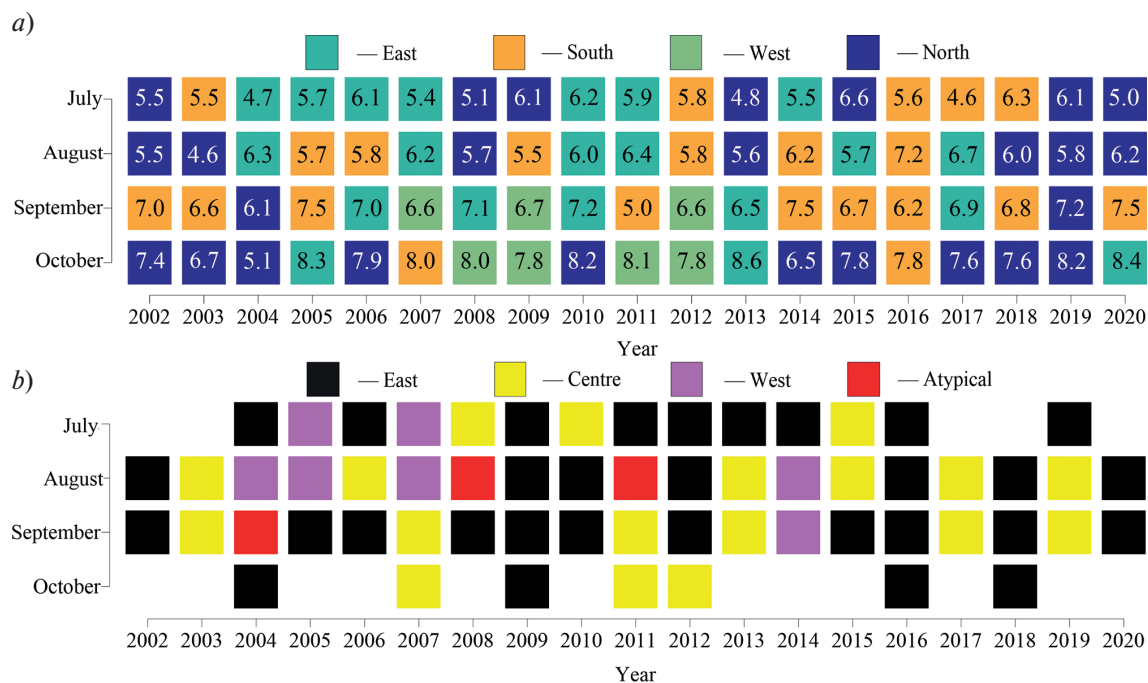 a)
— East — South — West — North
July 5.5 5.5 4.7 5.7 6.1 5.4 5.1 6.1 6.2 5.9 5.8 4.8 5.5 6.6 5.6 4.6 6.3 6.1 5.0
August 5.5 4.6 6.3 5.7 5.8 6.2 5.7 5.5 6.0 6.4 5.8 5.6 6.2 5.7 7.2 6.7 6.0 5.8 6.2
September 7.0 6.6 6.1 7.5 7.0 6.6 7.1 6.7 7.2 5.0 6.6 6.5 7.5 6.7 6.2 6.9 6.8 7.2 7.5
October 7.4 6.7 5.1 8.3 7.9 8.0 8.0 7.8 8.2 8.1 7.8 8.6 6.5 7.8 7.8 7.6 7.6 8.2 8.4
2002 2003 2004 2005 2006 2007 2008 2009 2010 2011 2012 2013 2014 2015 2016 2017 2018 2019 2020
Year
b)
— East — Centre — West — Atypical
July
August
September
October
2002 2003 2004 2005 2006 2007 2008 2009 2010 2011 2012 2013 2014 2015 2016 2017 2018 2019 2020
Year